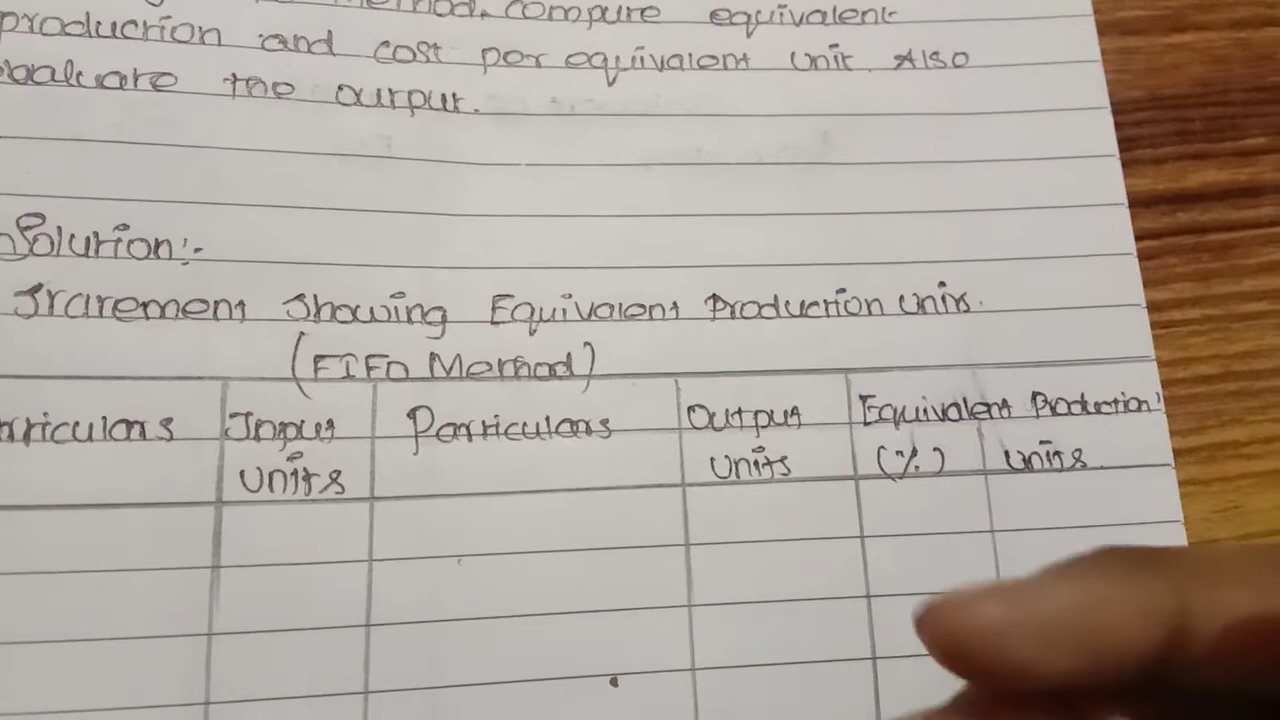 Method, compute equivalent
production and cost per equivalent unit. Also
evaluate the output.
Solution:-
Statement Showing Equivalent Production Units.
(FIFO Method)
Particulars Input Units Particulars Output Units Equivalent Production
(%) Units